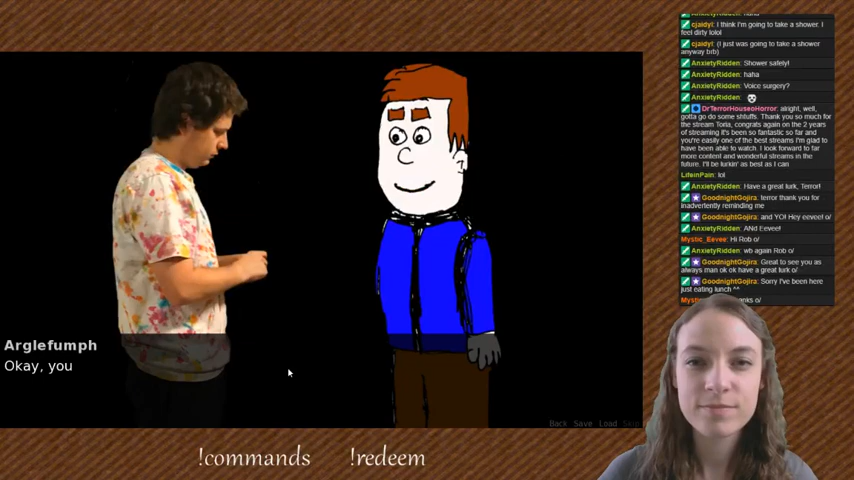 cjaidyl: I think I'm going to take a shower. I
feel dirty lolol
cjaidyl: (I just was going to take a shower
anyway brb)
AnxietyRidden: Shower safely!
AnxietyRidden: haha
AnxietyRidden: Voice surgery?
AnxietyRidden:
DrTerrorHouseoHorror: alright, well,
gotta go do some shtuffs. Thank you so much for
the stream Toria, congrats again on the 2 years
of streaming it's been so fantastic so far and
you're easily one of the best streams I'm glad to
have been able to watch. I look forward to far
more content and wonderful streams in the
future. I'll be lurkin' as best as I can
LifeinPain: lol
AnxietyRidden: Have a great lurk, Terror!
GoodnightGojira: terror thank you for
inadvertently reminding me
GoodnightGojira: and YO! Hey eevee! o/
AnxietyRidden: ANd Eevee!
Mystic_Eevee: Hi Rob o/
AnxietyRidden: wb again Rob o/
GoodnightGojira: Great to see you as
always man ok ok have a great lurk o/
GoodnightGojira: Sorry I've been here
just eating lunch ^^
Arglefumph
Okay, you
Back Save Load Skip
!commands !redeem